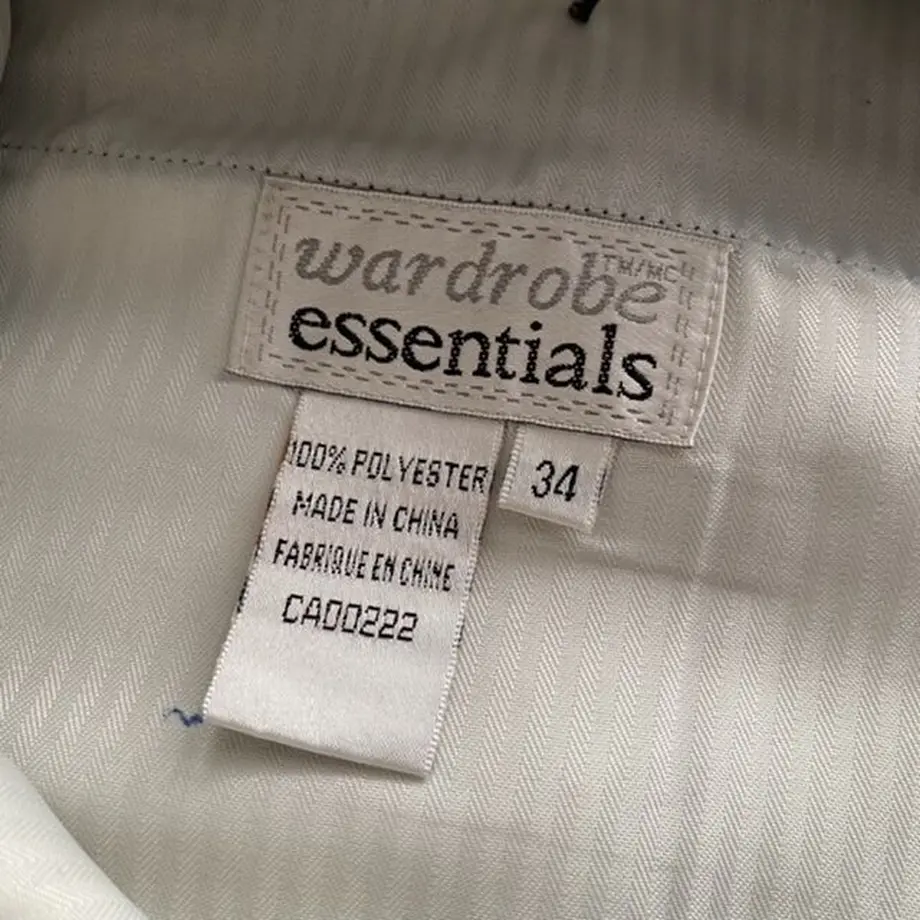 wardrobe TM/MC
essentials
100% POLYESTER
MADE IN CHINA
FABRIQUE EN CHINE
CA00222
34